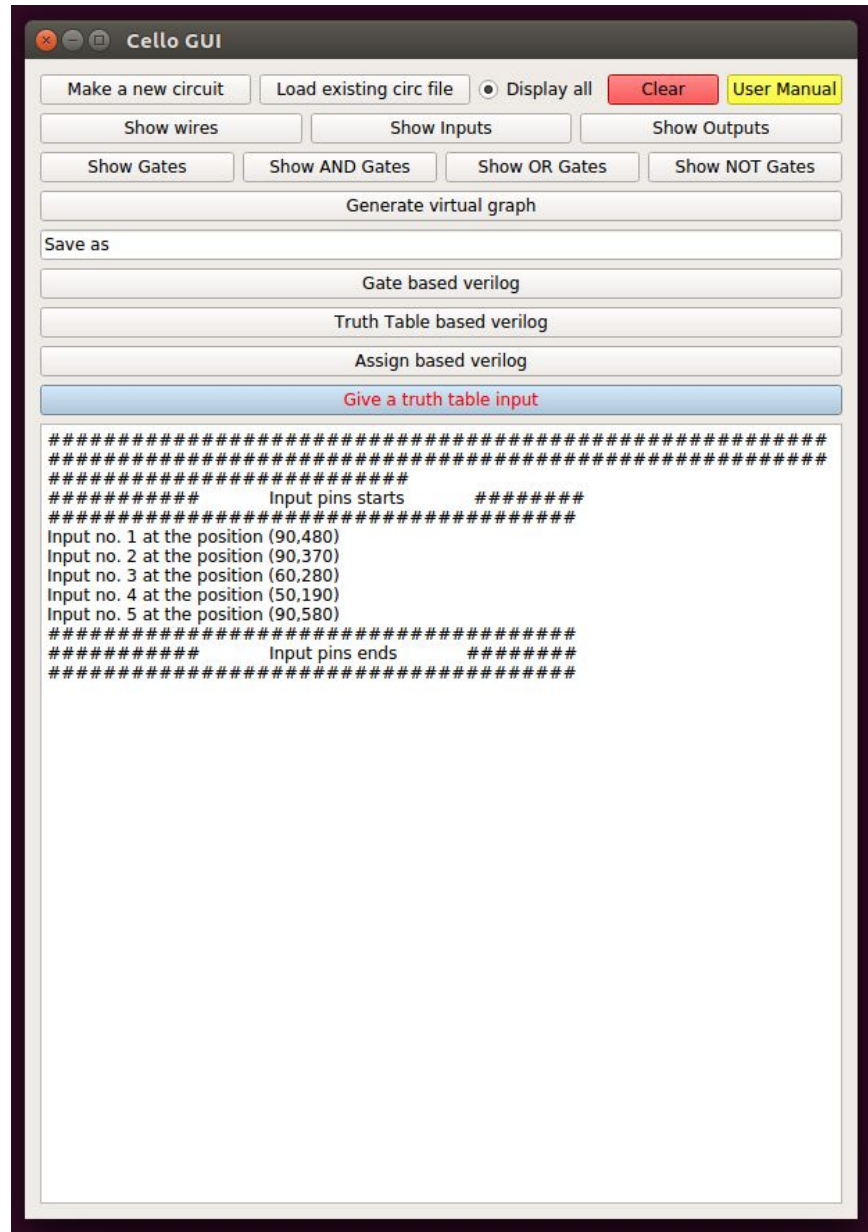 Cello GUI
Make a new circuit Load existing circ file Display all Clear User Manual
Show wires Show Inputs Show Outputs
Show Gates Show AND Gates Show OR Gates Show NOT Gates
Generate virtual graph
Save as
Gate based verilog
Truth Table based verilog
Assign based verilog
Give a truth table input
########################################################
########################################################
##########################
########### Input pins starts ########
######################################
Input no. 1 at the position (90,480)
Input no. 2 at the position (90,370)
Input no. 3 at the position (60,280)
Input no. 4 at the position (50,190)
Input no. 5 at the position (90,580)
######################################
########### Input pins ends ########
######################################